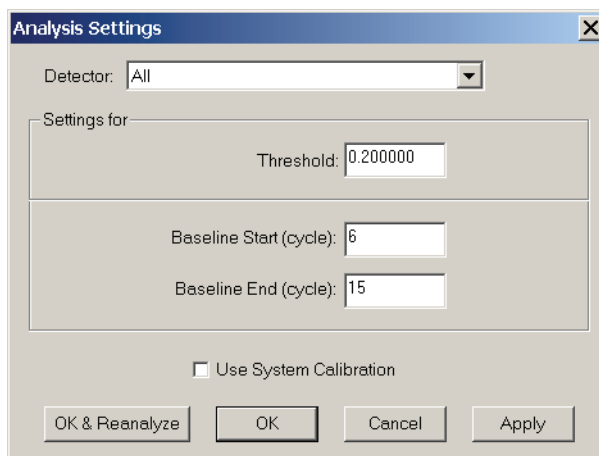 Analysis Settings
Detector: All
Settings for
Threshold: 0.200000
Baseline Start (cycle): 6
Baseline End (cycle): 15
Use System Calibration
OK & Reanalyze OK Cancel Apply